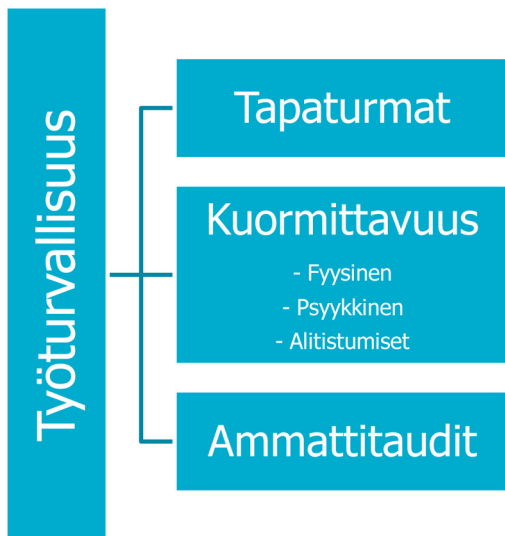 Työturvallisuus
Tapaturmat
Kuormittavuus
- Fyysinen
- Psyykkinen
- Alitistumiset
Ammattitaudit